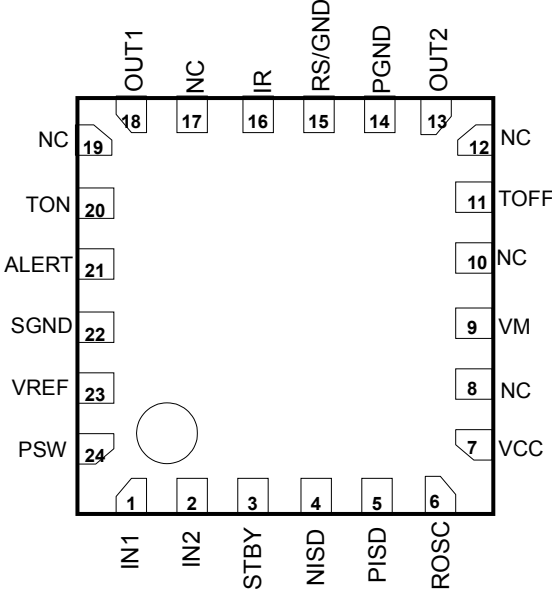 OUT1
NC
IR
RS/GND
PGND
OUT2
18
17
16
15
14
13
NC
19
12
NC
TON
20
11
TOFF
ALERT
21
10
NC
SGND
22
9
VM
VREF
23
8
NC
PSW
24
7
VCC
1
2
3
4
5
6
IN1
IN2
STBY
NISD
PISD
ROSC